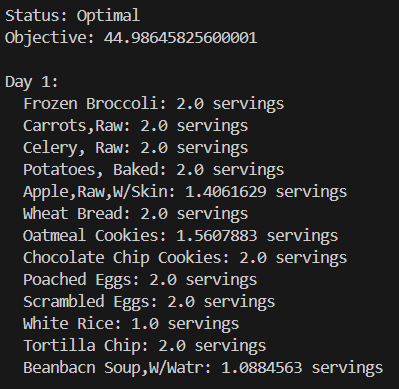 Status: Optimal
Objective: 44.98645825600001
Day 1:
Frozen Broccoli: 2.0 servings
Carrots,Raw: 2.0 servings
Celery, Raw: 2.0 servings
Potatoes, Baked: 2.0 servings
Apple,Raw,W/Skin: 1.4061629 servings
Wheat Bread: 2.0 servings
Oatmeal Cookies: 1.5607883 servings
Chocolate Chip Cookies: 2.0 servings
Poached Eggs: 2.0 servings
Scrambled Eggs: 2.0 servings
White Rice: 1.0 servings
Tortilla Chip: 2.0 servings
Beanbacn Soup,W/Watr: 1.0884563 servings